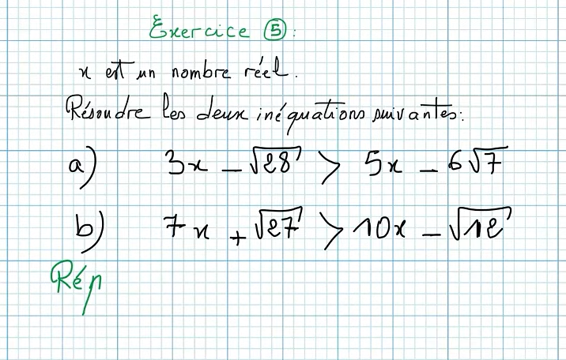 Exercice ⑤:
x est un nombre réel.
Résoudre les deux inéquations suivantes:
a) 3x - √28 > 5x - 6√7
b) 7x + √27 > 10x - √12
Rép